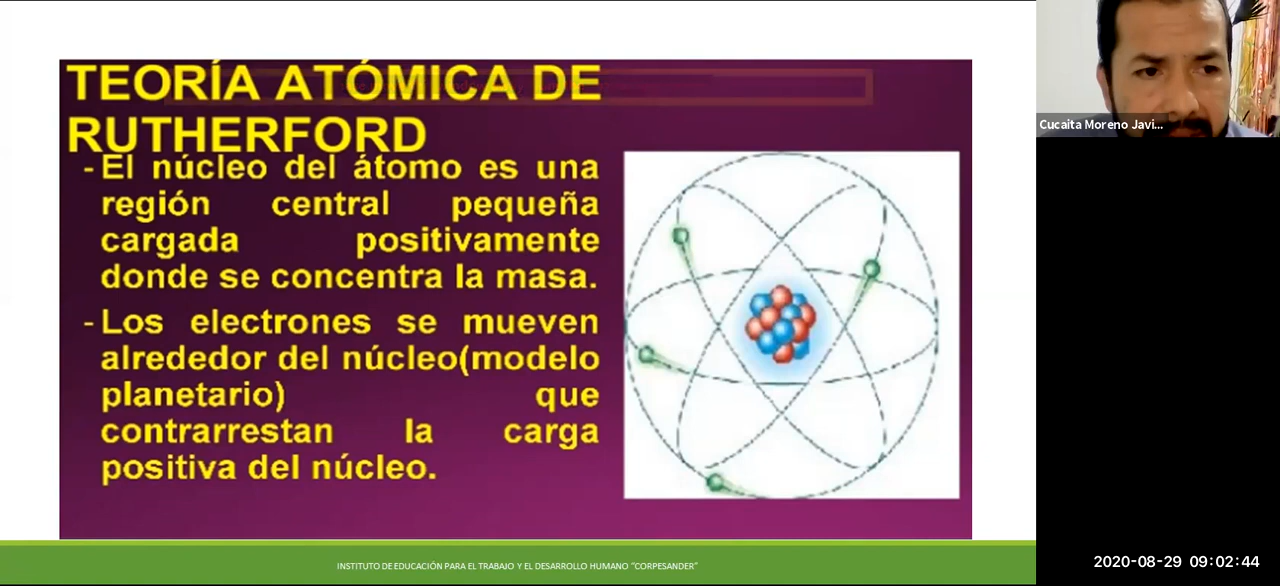 TEORÍA ATÓMICA DE
RUTHERFORD
- El núcleo del átomo es una
región central pequeña
cargada positivamente
donde se concentra la masa.
- Los electrones se mueven
alrededor del núcleo(modelo
planetario) que
contrarrestan la carga
positiva del núcleo.
INSTITUTO DE EDUCACIÓN PARA EL TRABAJO Y EL DESARROLLO HUMANO "CORPESANDER"
Cucaita Moreno Javi...
2020-08-29 09:02:44